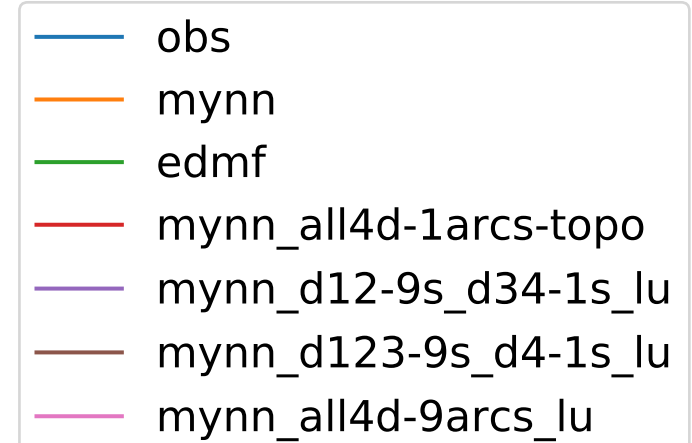 obs
mynn
edmf
mynn_all4d-1arcs-topo
mynn_d12-9s_d34-1s_lu
mynn_d123-9s_d4-1s_lu
mynn_all4d-9arcs_lu